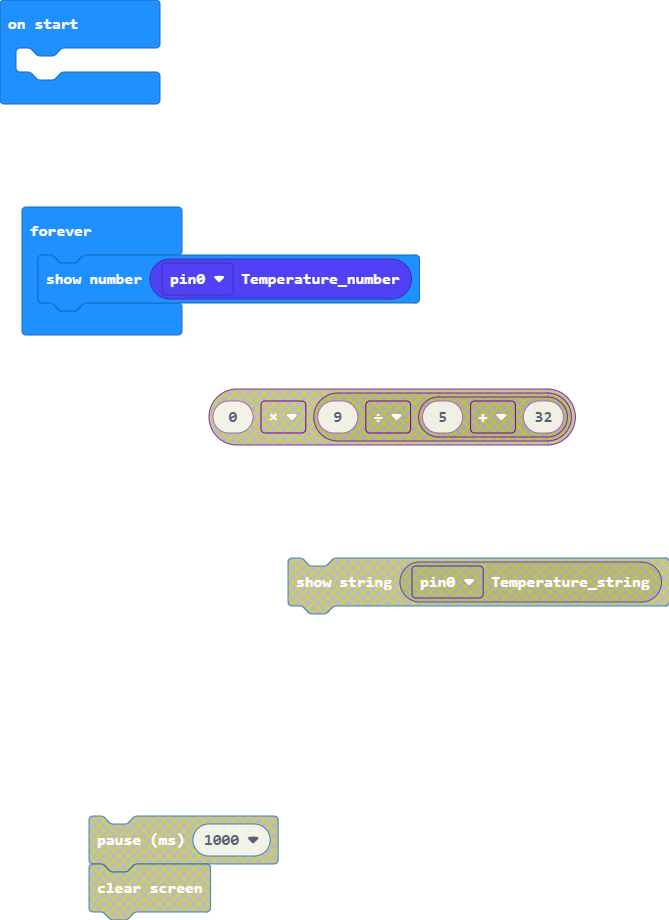 on start
forever
show number pin0 Temperature_number
0 × 9 ÷ 5 + 32
show string pin0 Temperature_string
pause (ms) 1000
clear screen